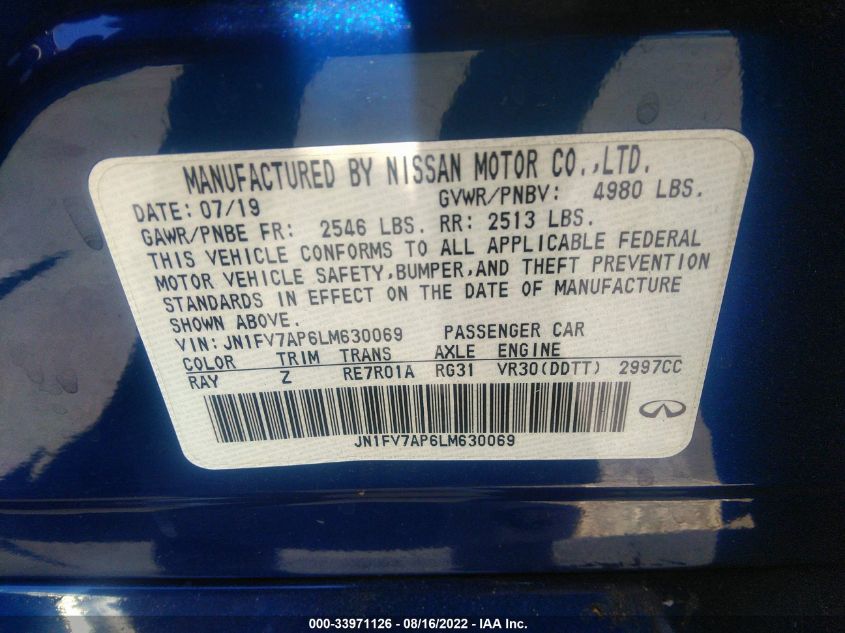 MANUFACTURED BY NISSAN MOTOR CO.,LTD.
DATE: 07/19 GVWR/PNBV: 4980 LBS.
GAWR/PNBE FR: 2546 LBS. RR: 2513 LBS.
THIS VEHICLE CONFORMS TO ALL APPLICABLE FEDERAL
MOTOR VEHICLE SAFETY,BUMPER,AND THEFT PREVENTION
STANDARDS IN EFFECT ON THE DATE OF MANUFACTURE
SHOWN ABOVE.
VIN: JN1FV7AP6LM630069 PASSENGER CAR
COLOR TRIM TRANS AXLE ENGINE
RAY Z RE7R01A RG31 VR30(DDTT) 2997CC
JN1FV7AP6LM630069
000-33971126 - 08/16/2022 - IAA Inc.